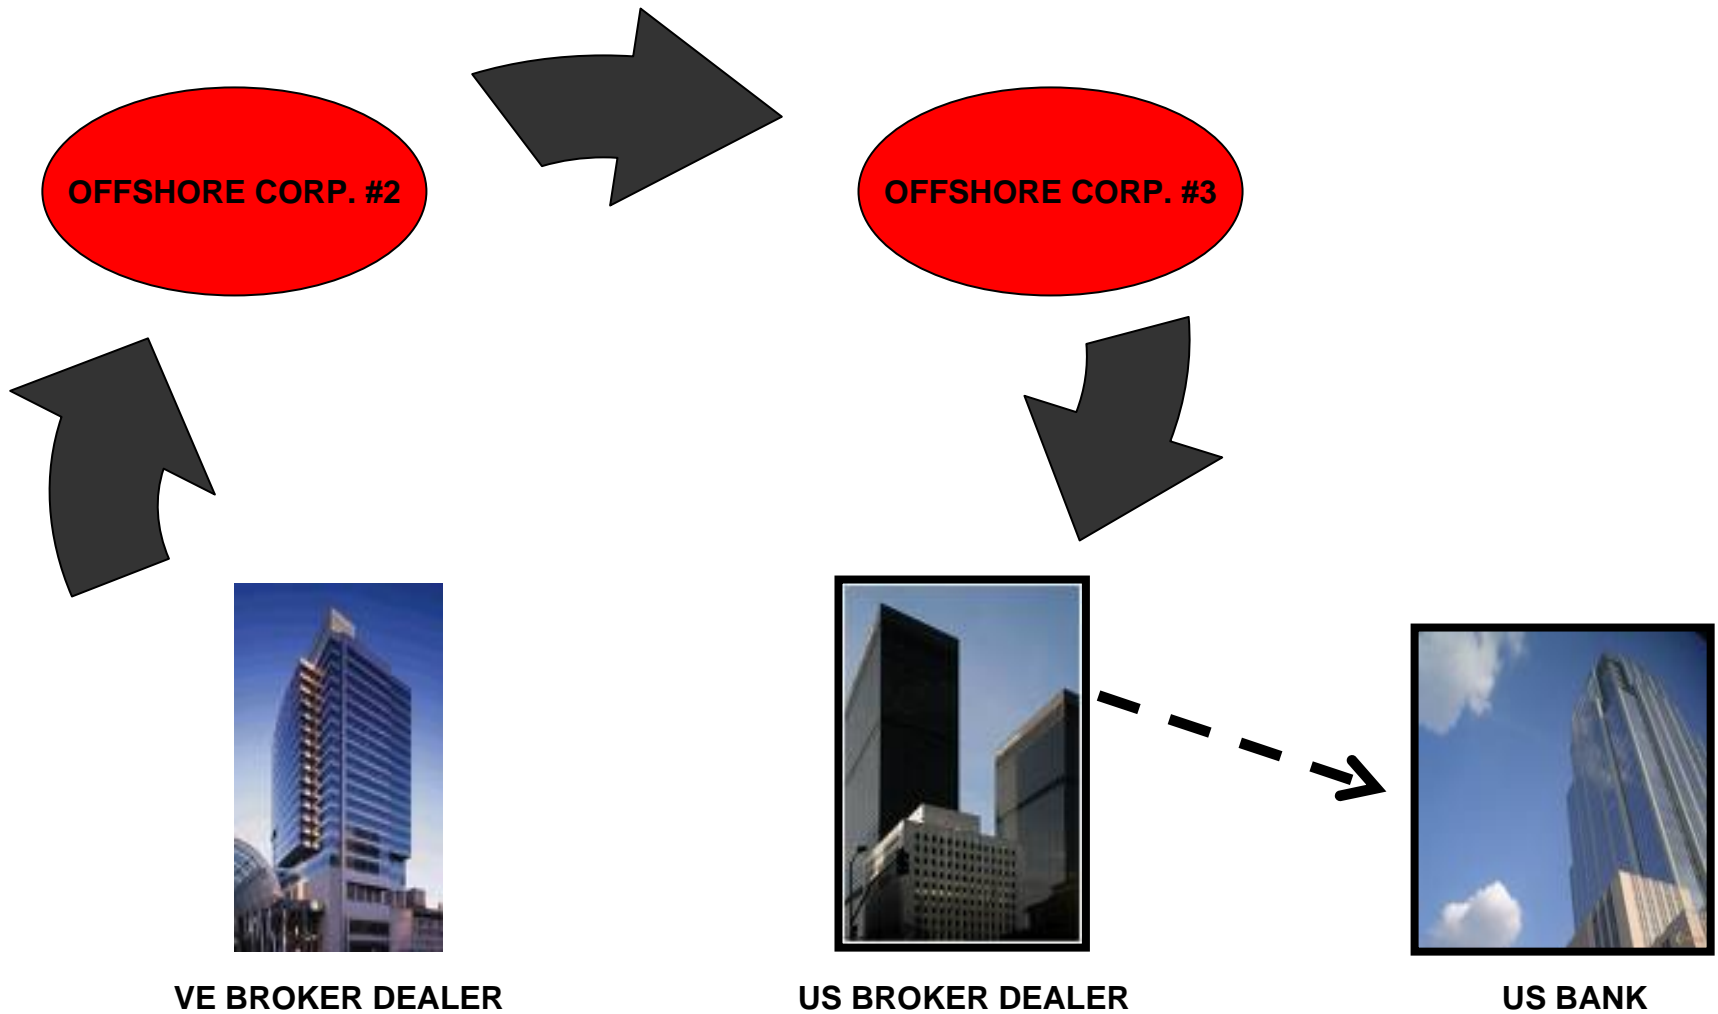 OFFSHORE CORP. #2
OFFSHORE CORP. #3
VE BROKER DEALER
US BROKER DEALER
US BANK